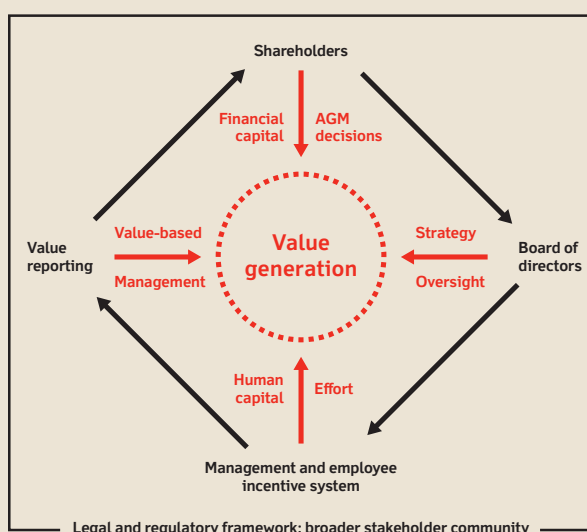 Shareholders
Financial
capital
AGM
decisions
Value
reporting
Value-based
Management
Value
generation
Strategy
Oversight
Board of
directors
Human
capital
Effort
Management and employee
incentive system
Legal and regulatory framework; broader stakeholder community